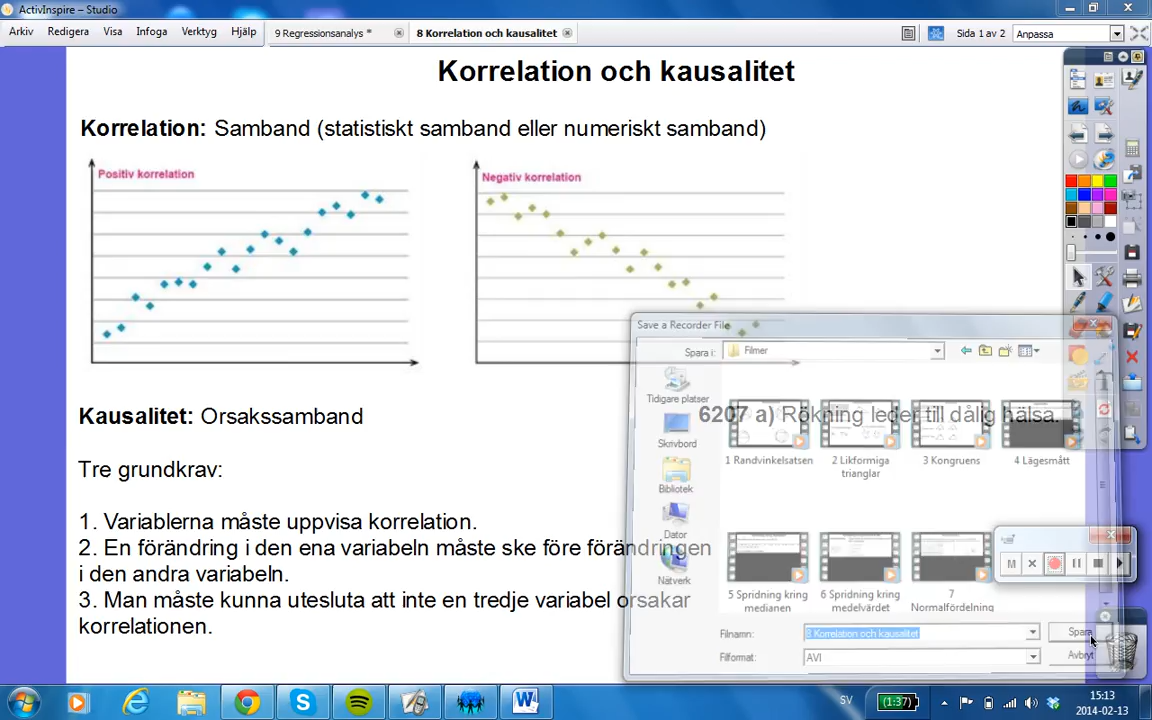 ActivInspire – Studio
Arkiv Redigera Visa Infoga Verktyg Hjälp
9 Regressionsanalys *
8 Korrelation och kausalitet
Sida 1 av 2
Anpassa
Korrelation och kausalitet
Korrelation: Samband (statistiskt samband eller numeriskt samband)
Positiv korrelation
Negativ korrelation
Kausalitet: Orsakssamband
6207 a) Rökning leder till dålig hälsa.
Tre grundkrav:
1. Variablerna måste uppvisa korrelation.
2. En förändring i den ena variabeln måste ske före förändringen
i den andra variabeln.
3. Man måste kunna utesluta att inte en tredje variabel orsakar
korrelationen.
Save a Recorder File
Spara i:
Filmer
Tidigare platser
Skrivbord
Bibliotek
Dator
Nätverk
1 Randvinkelsatsen
2 Likformiga
trianglar
3 Kongruens
4 Lägesmått
5 Spridning kring
medianen
6 Spridning kring
medelvärdet
7
Normalfördelning
Filnamn:
8 Korrelation och kausalitet
Spara
Filformat:
AVI
Avbryt
M
SV
(1:37)
15:13
2014-02-13